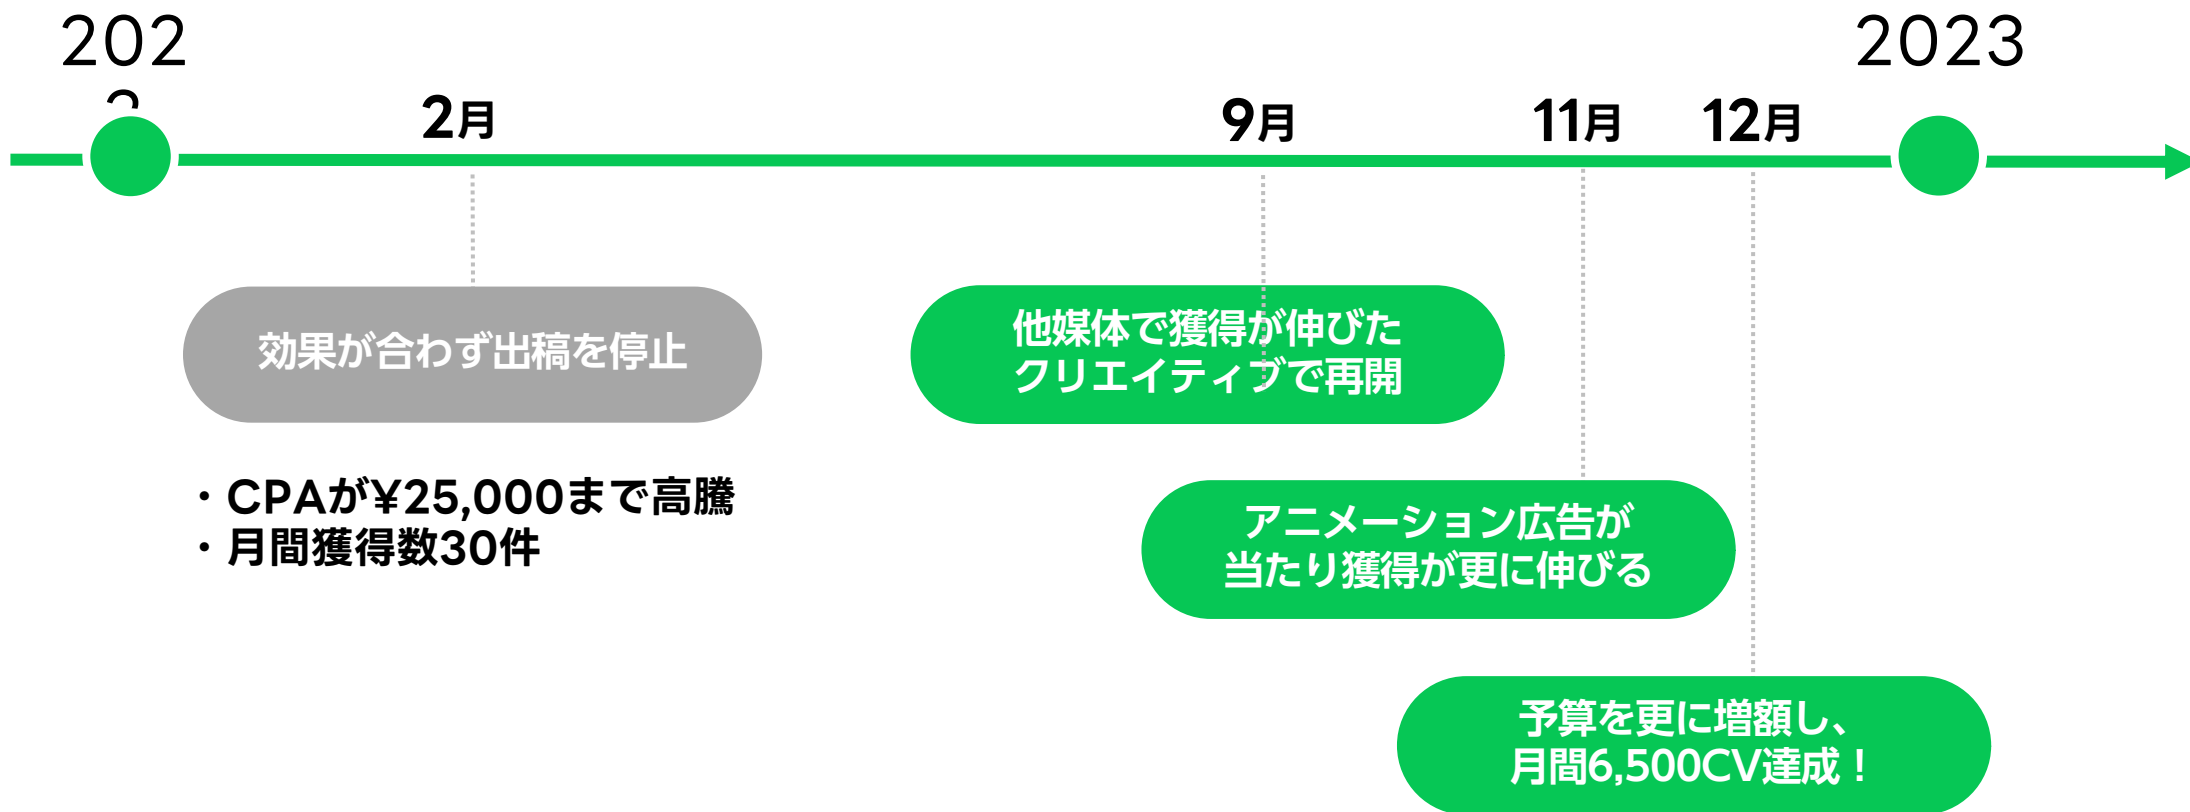 202
2023
2月
9月
11月
12月
効果が合わず出稿を停止
・CPAが¥25,000まで高騰
・月間獲得数30件
他媒体で獲得が伸びた
クリエイティブで再開
アニメーション広告が
当たり獲得が更に伸びる
予算を更に増額し、
月間6,500CV達成！